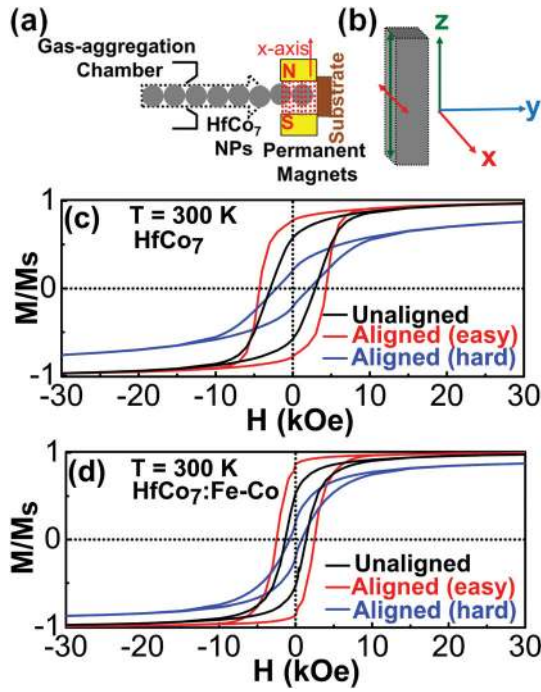 (a)
Gas-aggregation
Chamber
x-axis
N
S
HfCo7
NPs
Permanent
Magnets
Substrate
(b)
z
y
x
(c)
T = 300 K
HfCo7
M/Ms
1
0
-1
Unaligned
Aligned (easy)
Aligned (hard)
-30 -20 -10 0 10 20 30
H (kOe)
(d)
T = 300 K
HfCo7:Fe-Co
M/Ms
1
0
-1
Unaligned
Aligned (easy)
Aligned (hard)
-30 -20 -10 0 10 20 30
H (kOe)